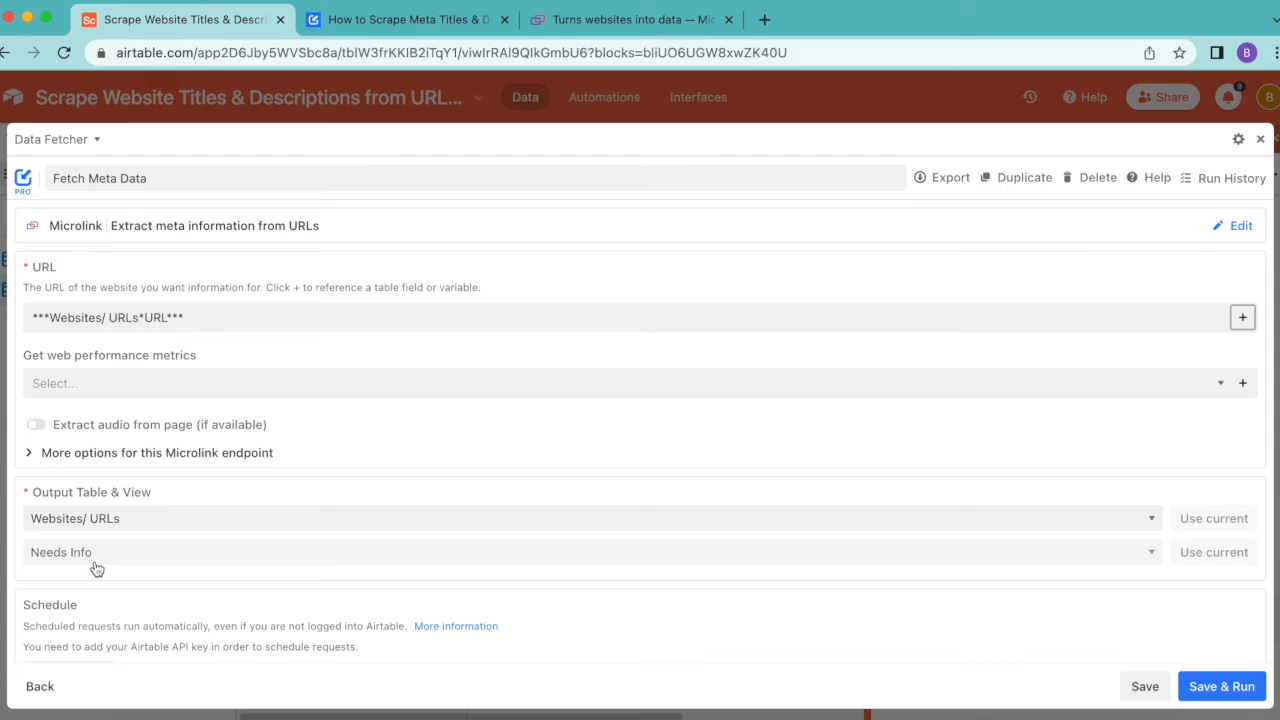 Sc Scrape Website Titles & Descri
How to Scrape Meta Titles & D
Turns websites into data — Mic
airtable.com/app2D6Jby5WVSbc8a/tblW3frKKIB2iTqY1/viwIrRAI9QIkGmbU6?blocks=bliUO6UGW8xwZK40U
B
Scrape Website Titles & Descriptions from URL...
Data
Automations
Interfaces
Help
Share
9
B
Data Fetcher
PRO
Fetch Meta Data
Export
Duplicate
Delete
Help
Run History
Microlink
Extract meta information from URLs
Edit
* URL
The URL of the website you want information for. Click + to reference a table field or variable.
***Websites/ URLs*URL***
+
Get web performance metrics
Select...
+
Extract audio from page (if available)
More options for this Microlink endpoint
* Output Table & View
Websites/ URLs
Use current
Needs Info
Use current
Schedule
Scheduled requests run automatically, even if you are not logged into Airtable. More information
You need to add your Airtable API key in order to schedule requests.
Back
Save
Save & Run